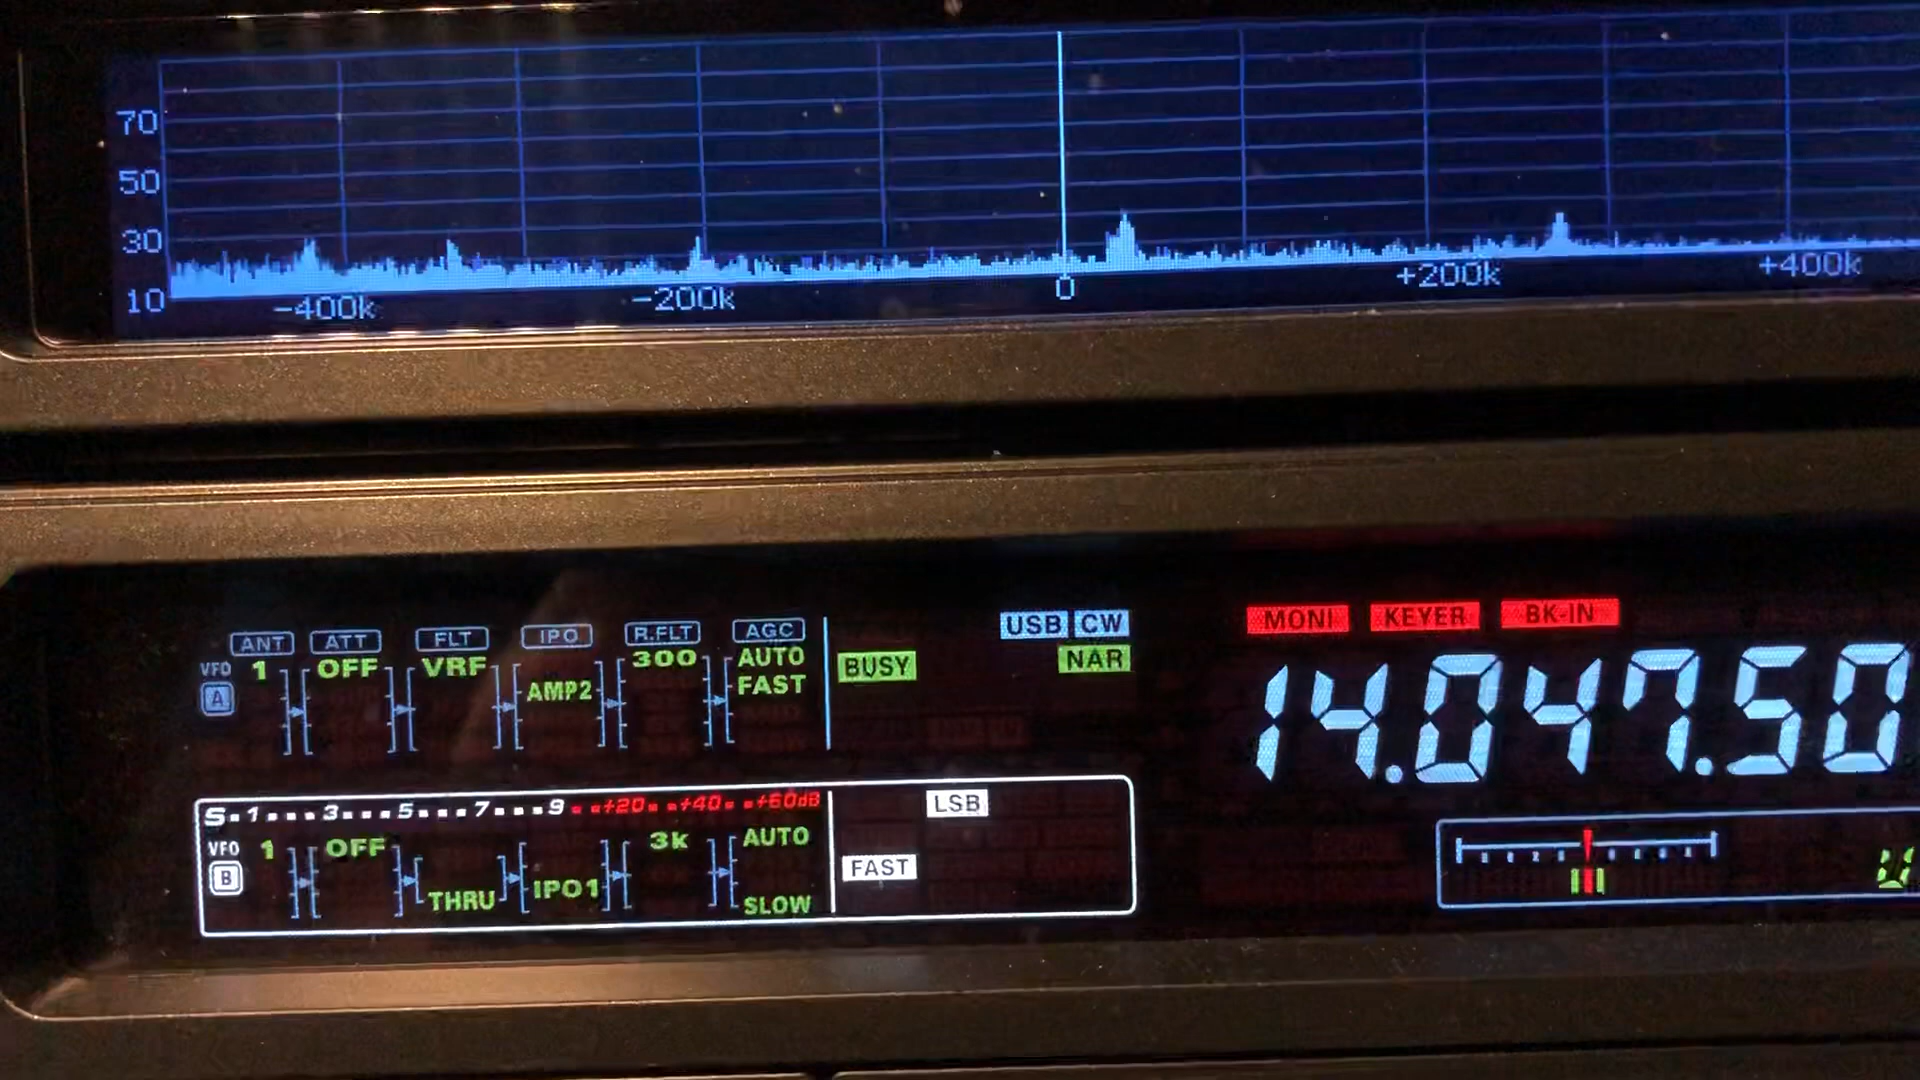 70
50
30
10
-400k -200k 0 +200k +400k
ANT ATT FLT IPO R.FLT AGC
USB CW
MONI KEYER BK-IN
VFO A 1 OFF VRF AMP2 300 AUTO FAST
BUSY
NAR
14.047.50
S 1 3 5 7 9 +20 +40 +60dB
LSB
VFO B 1 OFF THRU IPO1 3k AUTO SLOW
FAST